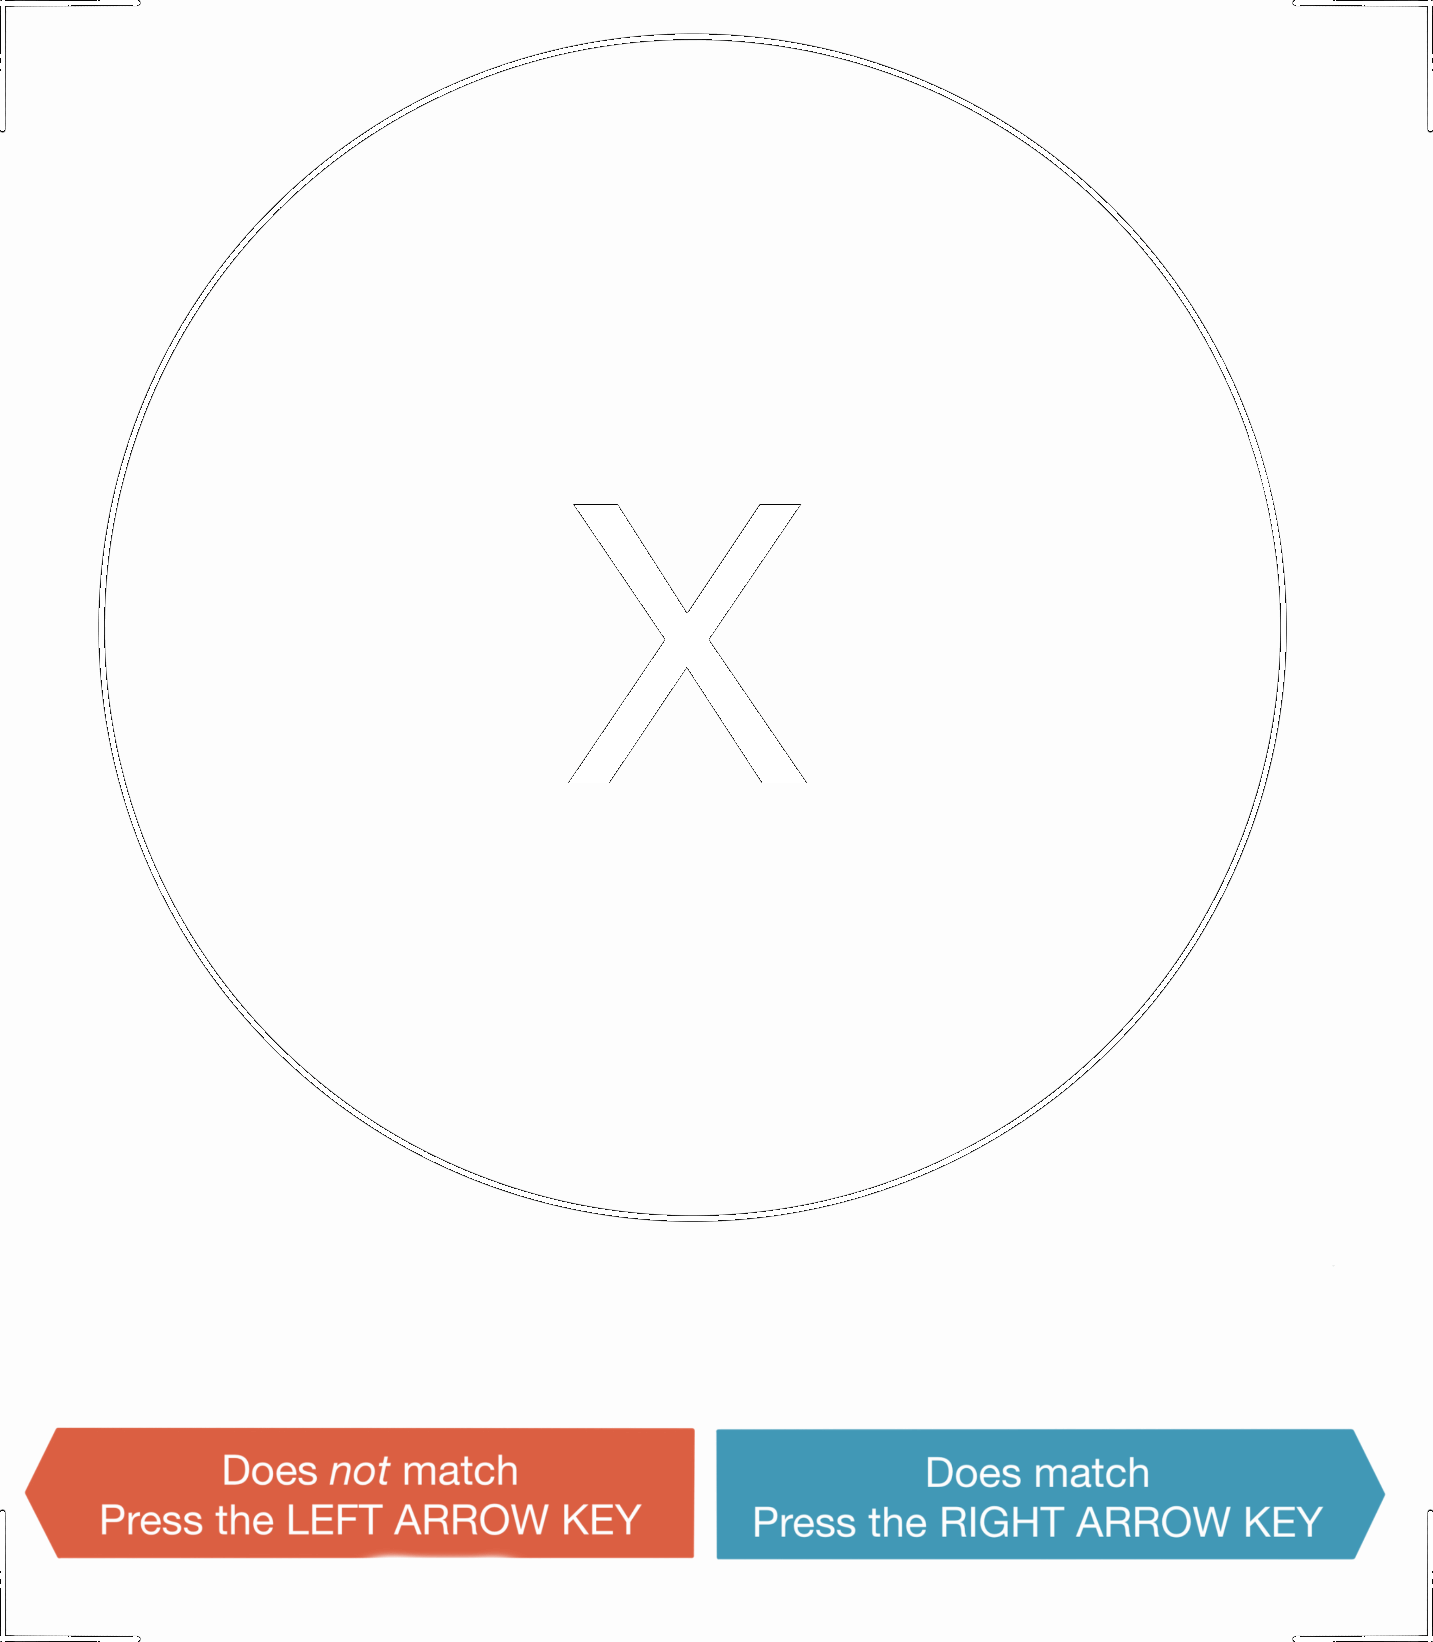 X
Does not match
Press the LEFT ARROW KEY
Does match
Press the RIGHT ARROW KEY